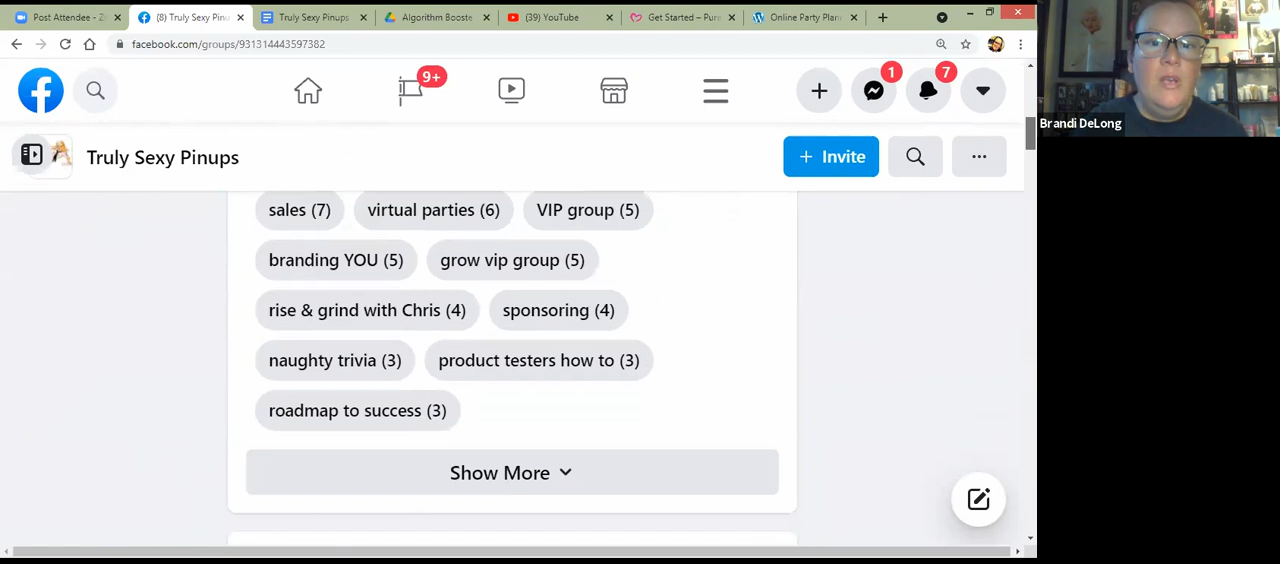 Post Attendee - Z
(8) Truly Sexy Pinu
Truly Sexy Pinups
Algorithm Booste
(39) YouTube
Get Started – Pure
Online Party Plan
facebook.com/groups/931314443597382
9+
1
7
Brandi DeLong
Truly Sexy Pinups
+ Invite
sales (7)
virtual parties (6)
VIP group (5)
branding YOU (5)
grow vip group (5)
rise & grind with Chris (4)
sponsoring (4)
naughty trivia (3)
product testers how to (3)
roadmap to success (3)
Show More